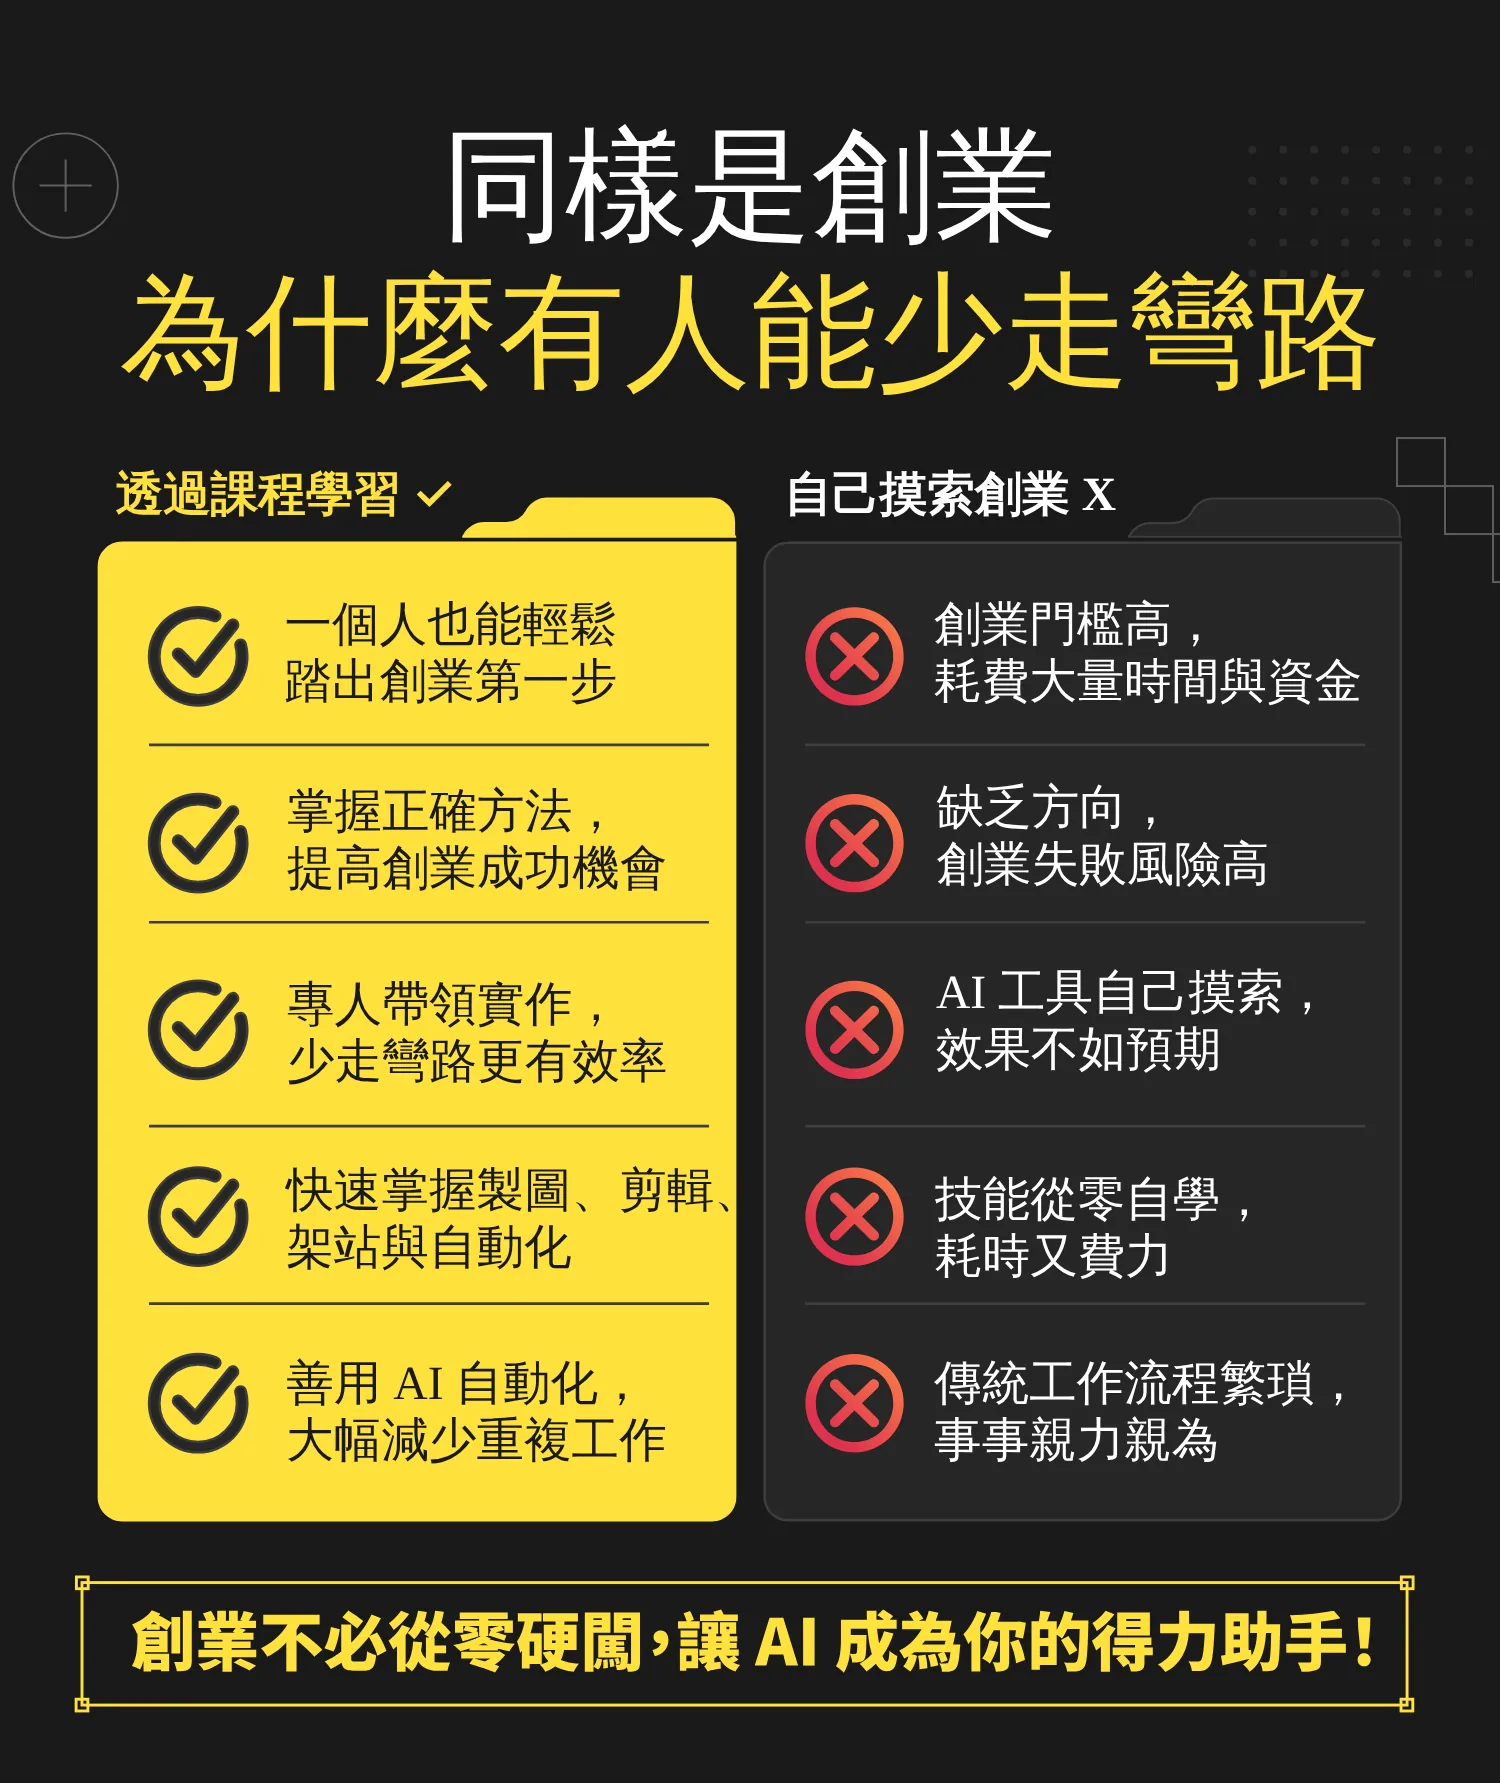 同樣是創業
為什麼有人能少走彎路
透過課程學習 ✓
一個人也能輕鬆
踏出創業第一步
掌握正確方法，
提高創業成功機會
專人帶領實作，
少走彎路更有效率
快速掌握製圖、剪輯、
架站與自動化
善用 AI 自動化，
大幅減少重複工作
自己摸索創業 X
創業門檻高，
耗費大量時間與資金
缺乏方向，
創業失敗風險高
AI 工具自己摸索，
效果不如預期
技能從零自學，
耗時又費力
傳統工作流程繁瑣，
事事親力親為
創業不必從零硬闖，讓 AI 成為你的得力助手！